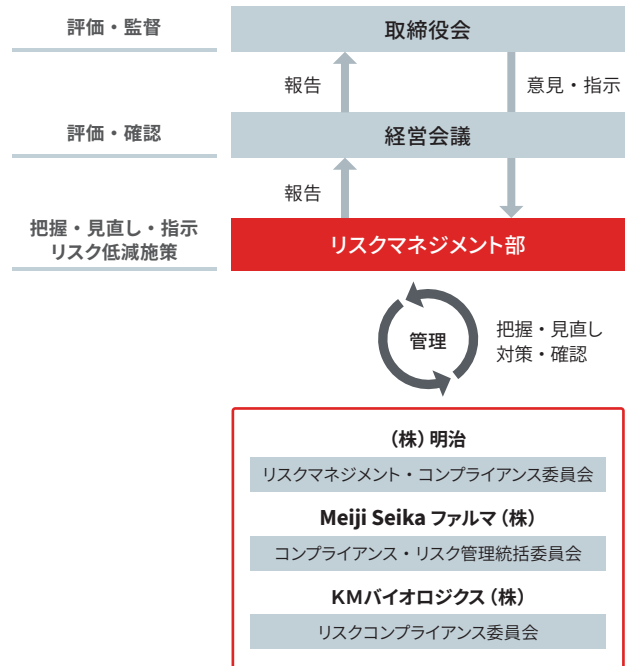 評価・監督
取締役会
報告
意見・指示
評価・確認
経営会議
報告
把握・見直し・指示
リスク低減施策
リスクマネジメント部
管理
把握・見直し
対策・確認
(株)明治
リスクマネジメント・コンプライアンス委員会
Meiji Seika ファルマ(株)
コンプライアンス・リスク管理統括委員会
KMバイオロジクス(株)
リスクコンプライアンス委員会